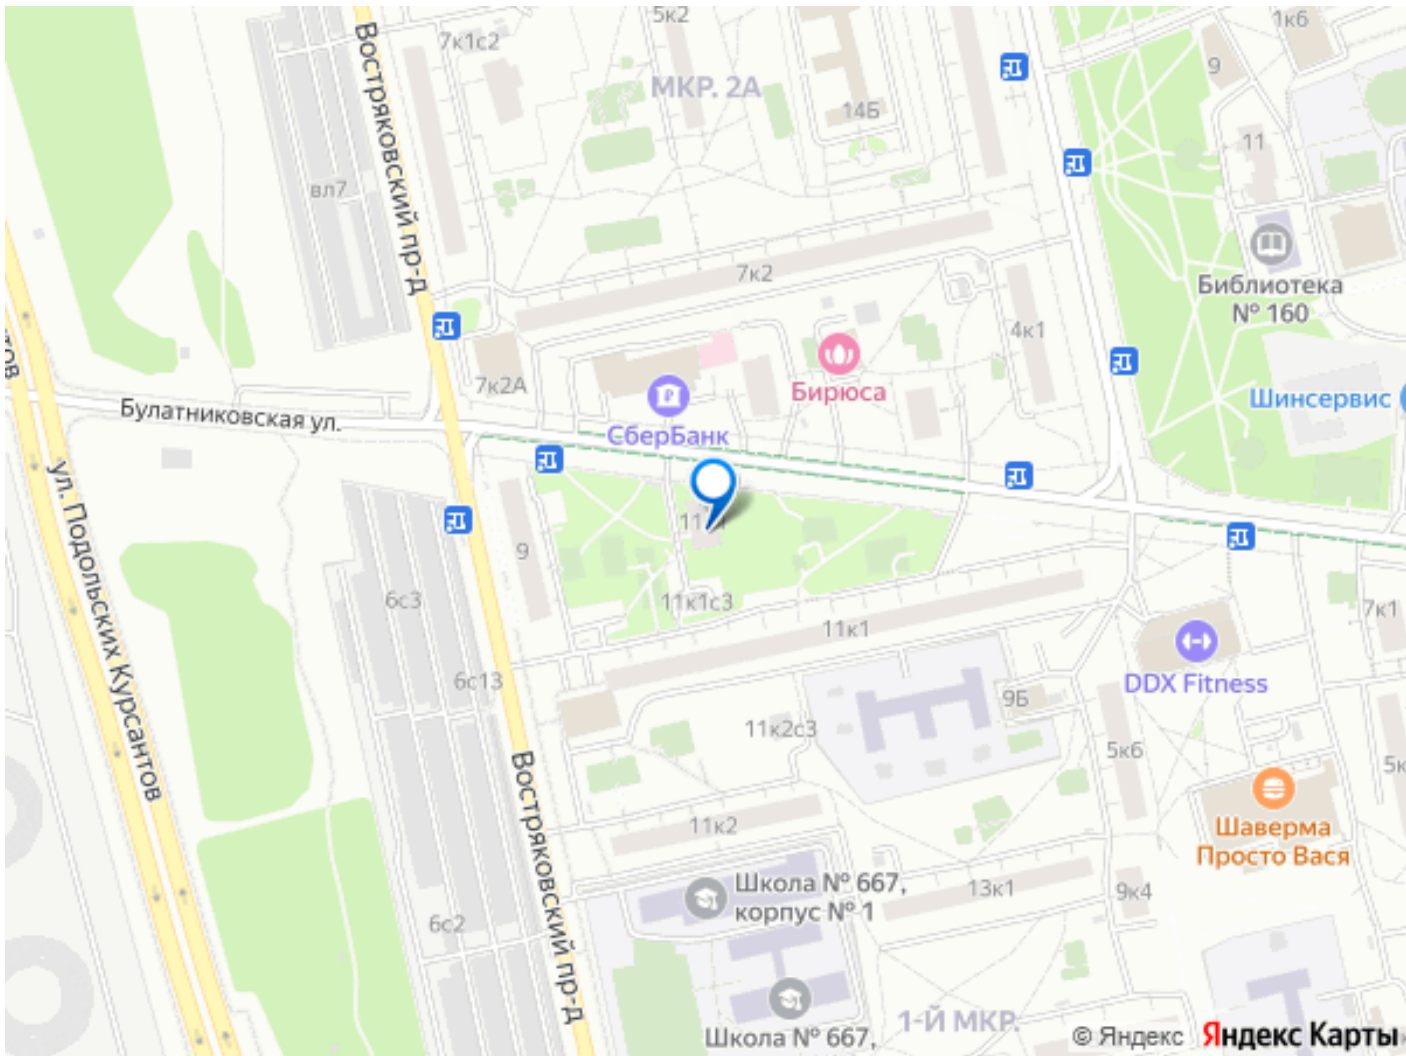 5к2
1к6
7к1с2
9
МКР. 2А
14Б
11
Востряковский пр-д
вл7
7к2
Библиотека
№ 160
4к1
7к2А
Бирюса
Шинсервис
Булатниковская ул.
СберБанк
ул. Подольских Курсантов
9
6с3
11к1с3
11к1
7к1
6с13
DDX Fitness
9Б
11к2с3
5к6
Востряковский пр-д
11к2
Шаверма
Просто Вася
Школа № 667,
корпус № 1
13к1
9к4
6с2
1-Й МКР.
Школа № 667,
© Яндекс Яндекс Карты